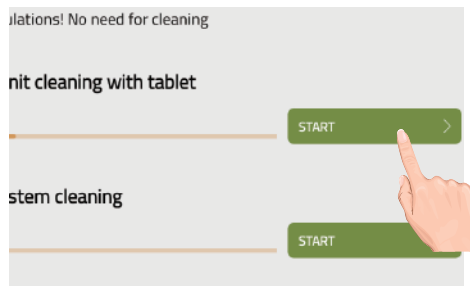 ulations! No need for cleaning
nit cleaning with tablet
START
stem cleaning
START